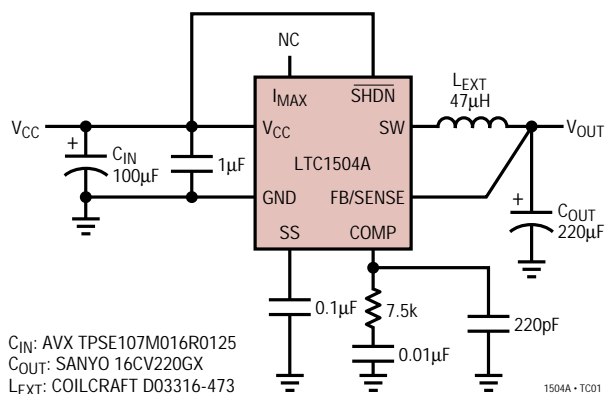 NC
I_MAX
SHDN
L_EXT
47µH
V_CC
V_CC
SW
V_OUT
+
C_IN
100µF
1µF
LTC1504A
GND
FB/SENSE
+
C_OUT
220µF
SS
COMP
0.1µF
7.5k
220pF
0.01µF
C_IN: AVX TPSE107M016R0125
C_OUT: SANYO 16CV220GX
L_EXT: COILCRAFT D03316-473
1504A • TC01